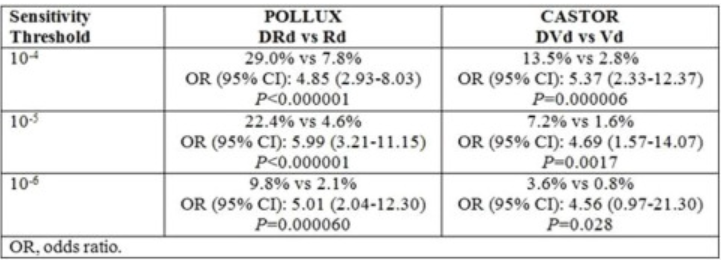 Sensitivity Threshold | POLLUX DRd vs Rd | CASTOR DVd vs Vd
10-4 | 29.0% vs 7.8% | 13.5% vs 2.8%
OR (95% CI): 4.85 (2.93-8.03) | OR (95% CI): 5.37 (2.33-12.37)
P<0.000001 | P=0.000006
10-5 | 22.4% vs 4.6% | 7.2% vs 1.6%
OR (95% CI): 5.99 (3.21-11.15) | OR (95% CI): 4.69 (1.57-14.07)
P<0.000001 | P=0.0017
10-6 | 9.8% vs 2.1% | 3.6% vs 0.8%
OR (95% CI): 5.01 (2.04-12.30) | OR (95% CI): 4.56 (0.97-21.30)
P=0.000060 | P=0.028
OR, odds ratio.